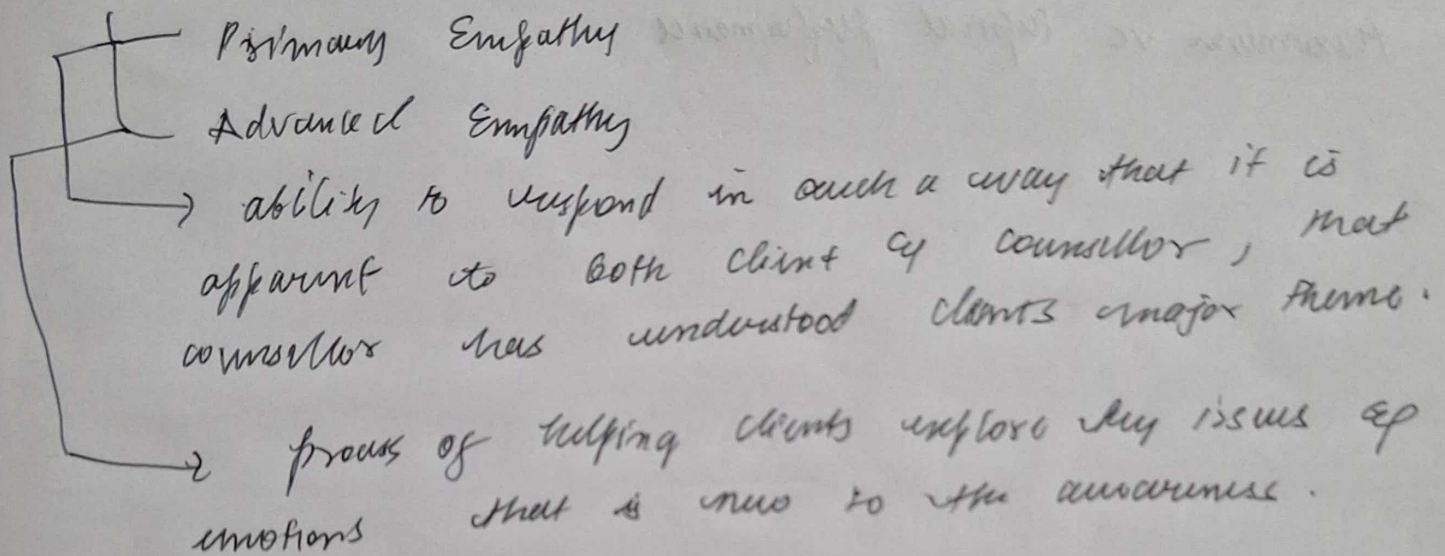 Primary Empathy
Advanced Empathy
ability to respond in such a way that it is
apparent to both client & counsellor, that
counsellor has understood clients major theme.
process of helping clients explore key issues &
emotions that is new to the awareness.